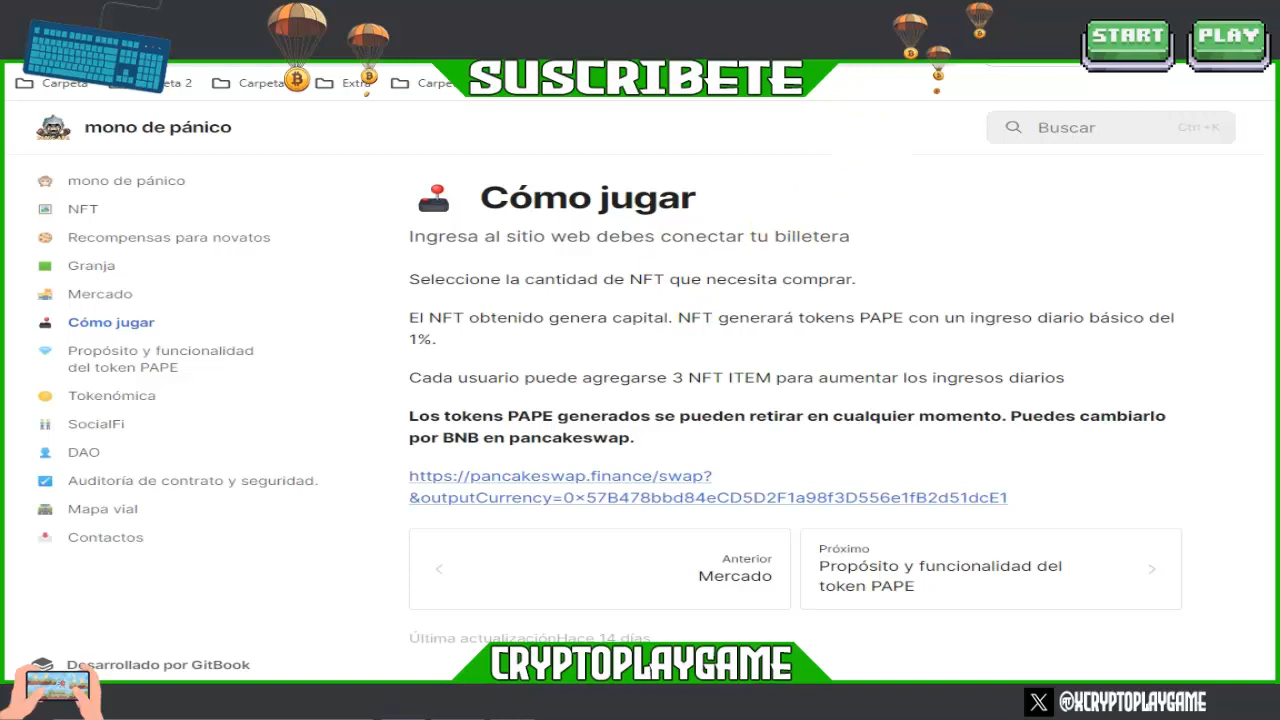 START PLAY
SUSCRIBETE
Carpeta
eta 2
Carpeta
Extra
Carpe
mono de pánico
Buscar
Ctrl +K
mono de pánico
NFT
Recompensas para novatos
Granja
Mercado
Cómo jugar
Propósito y funcionalidad
del token PAPE
Tokenómica
SocialFi
DAO
Auditoría de contrato y seguridad.
Mapa vial
Contactos
Desarrollado por GitBook
Cómo jugar
Ingresa al sitio web debes conectar tu billetera
Seleccione la cantidad de NFT que necesita comprar.
El NFT obtenido genera capital. NFT generará tokens PAPE con un ingreso diario básico del
1%.
Cada usuario puede agregarse 3 NFT ITEM para aumentar los ingresos diarios
Los tokens PAPE generados se pueden retirar en cualquier momento. Puedes cambiarlo
por BNB en pancakeswap.
https://pancakeswap.finance/swap?
&outputCurrency=0x57B478bbd84eCD5D2F1a98f3D556e1fB2d51dcE1
Anterior
Mercado
Próximo
Propósito y funcionalidad del
token PAPE
Última actualizaciónHace 14 días
CRYPTOPLAYGAME
X @XCRYPTOPLAYGAME